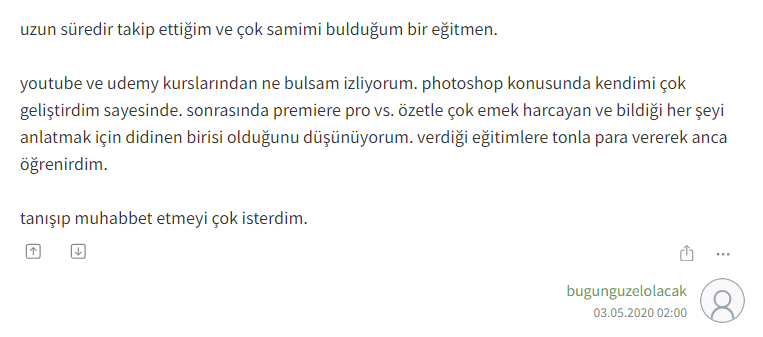 uzun süredir takip ettiğim ve çok samimi bulduğum bir eğitmen.
youtube ve udemy kurslarından ne bulsam izliyorum. photoshop konusunda kendimi çok
geliştirdim sayesinde. sonrasında premiere pro vs. özetle çok emek harcayan ve bildiği her şeyi
anlatmak için didinen birisi olduğunu düşünüyorum. verdiği eğitimlere tonla para vererek anca
öğrenirdim.
tanışıp muhabbet etmeyi çok isterdim.
bugunguzelolacak
03.05.2020 02:00